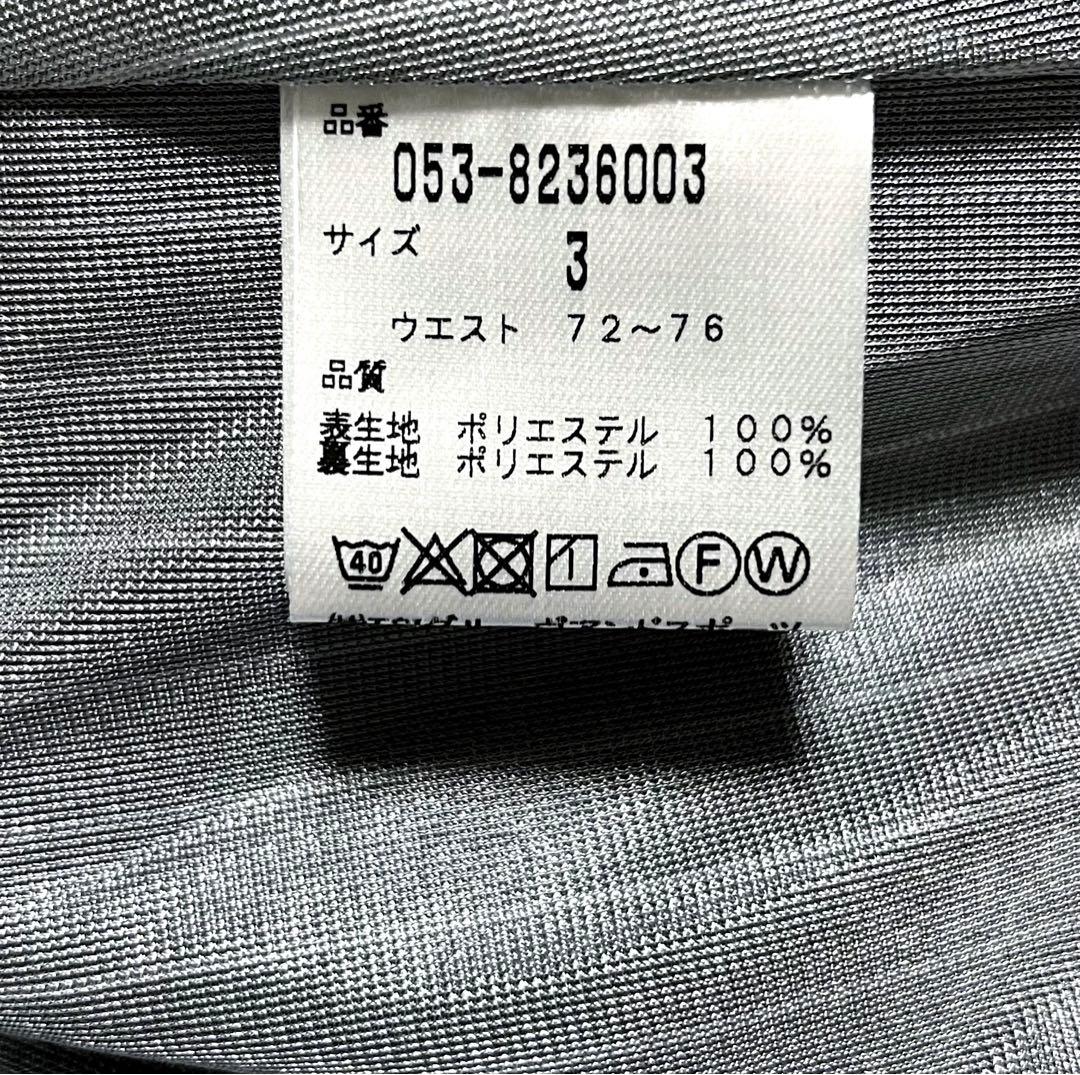 品番
053-8236003
サイズ 3
ウエスト 72～76
品質
表生地 ポリエステル 100%
裏生地 ポリエステル 100%
40 F W